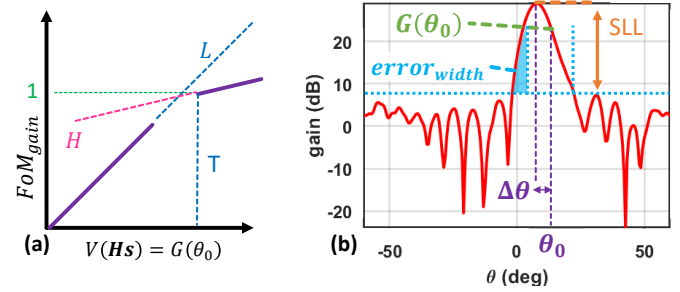 FoM_gain
1
L
H
T
(a)
V(Hs) = G(θ₀)
gain (dB)
20
10
0
-10
-20
G(θ₀)
SLL
error_width
Δθ
(b)
-50
0
θ₀
50
θ (deg)